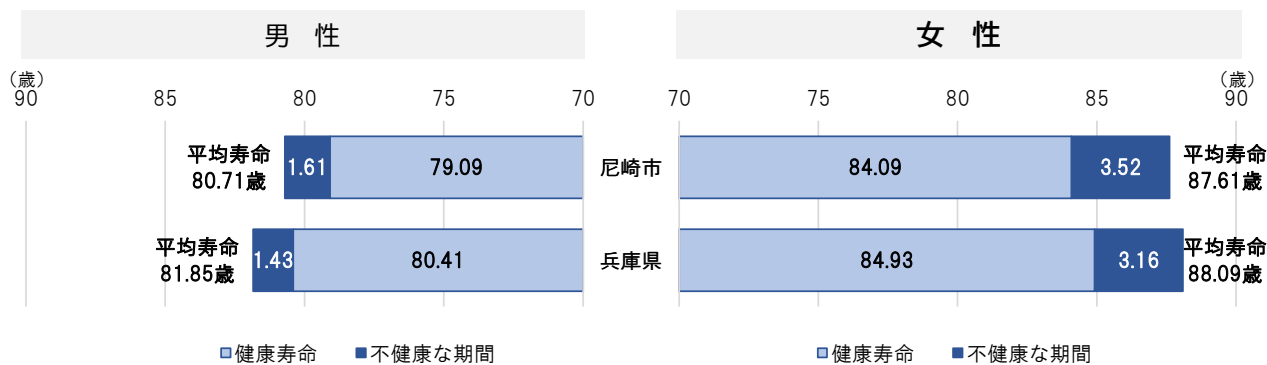 男 性
女 性
（歳）
90 85 80 75 70
70 75 80 85 90
（歳）
平均寿命
80.71歳
1.61
79.09
尼崎市
84.09
3.52
平均寿命
87.61歳
平均寿命
81.85歳
1.43
80.41
兵庫県
84.93
3.16
平均寿命
88.09歳
健康寿命 不健康な期間
健康寿命 不健康な期間